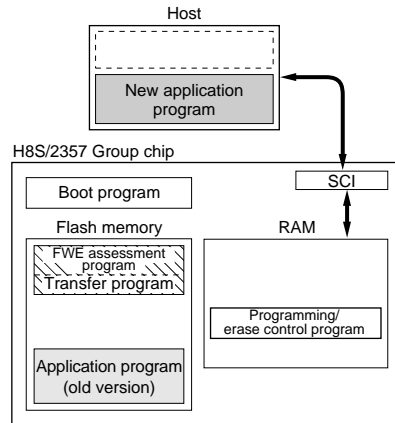 Host
New application
program
H8S/2357 Group chip
SCI
Boot program
Flash memory
RAM
FWE assessment
program
Transfer program
Programming/
erase control program
Application program
(old version)